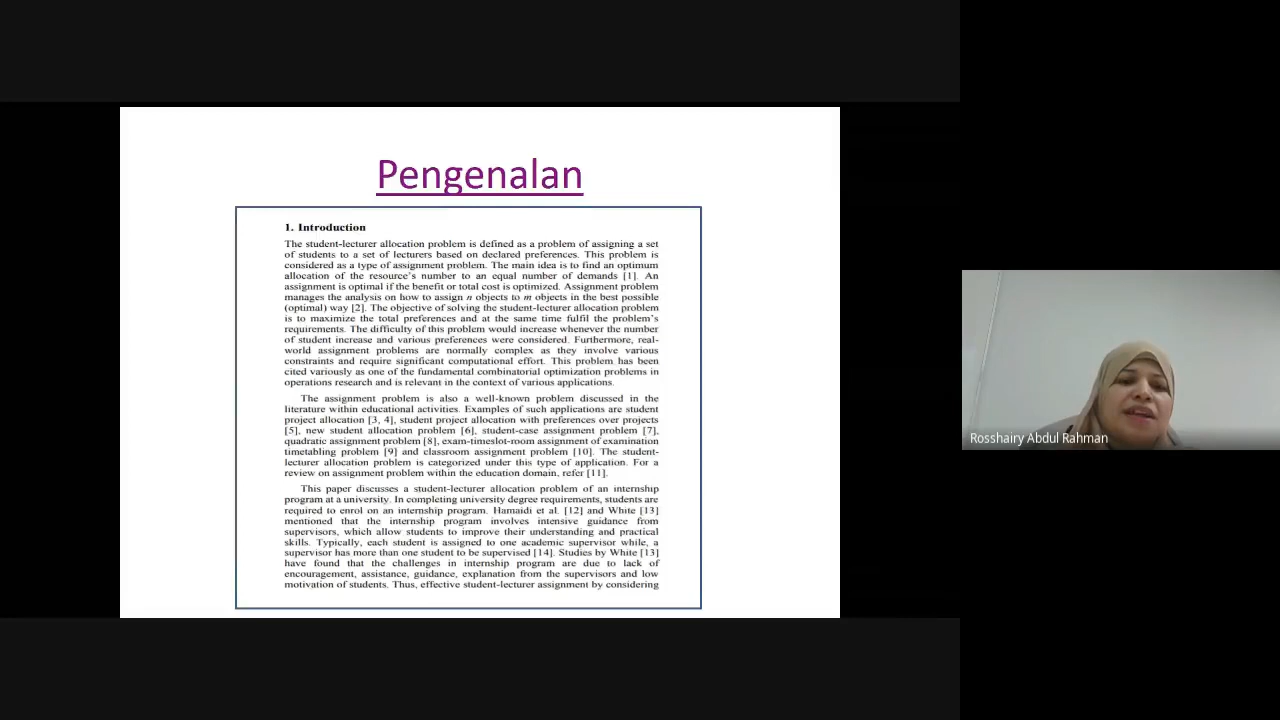 Pengenalan
1. Introduction
The student-lecturer allocation problem is defined as a problem of assigning a set
of students to a set of lecturers based on declared preferences. This problem is
considered as a type of assignment problem. The main idea is to find an optimum
allocation of the resource's number to an equal number of demands [1]. An
assignment is optimal if the benefit or total cost is optimized. Assignment problem
manages the analysis on how to assign n objects to m objects in the best possible
(optimal) way [2]. The objective of solving the student-lecturer allocation problem
is to maximize the total preferences and at the same time fulfil the problem's
requirements. The difficulty of this problem would increase whenever the number
of student increase and various preferences were considered. Furthermore, real-
world assignment problems are normally complex as they involve various
constraints and require significant computational effort. This problem has been
cited variously as one of the fundamental combinatorial optimization problems in
operations research and is relevant in the context of various applications.
The assignment problem is also a well-known problem discussed in the
literature within educational activities. Examples of such applications are student
project allocation [3, 4], student project allocation with preferences over projects
[5], new student allocation problem [6], student-case assignment problem [7],
quadratic assignment problem [8], exam-timeslot-room assignment of examination
timetabling problem [9] and classroom assignment problem [10]. The student-
lecturer allocation problem is categorized under this type of application. For a
review on assignment problem within the education domain, refer [11].
This paper discusses a student-lecturer allocation problem of an internship
program at a university. In completing university degree requirements, students are
required to enrol on an internship program. Hamaidi et al. [12] and White [13]
mentioned that the internship program involves intensive guidance from
supervisors, which allow students to improve their understanding and practical
skills. Typically, each student is assigned to one academic supervisor while, a
supervisor has more than one student to be supervised [14]. Studies by White [13]
have found that the challenges in internship program are due to lack of
encouragement, assistance, guidance, explanation from the supervisors and low
motivation of students. Thus, effective student-lecturer assignment by considering
Rosshairy Abdul Rahman